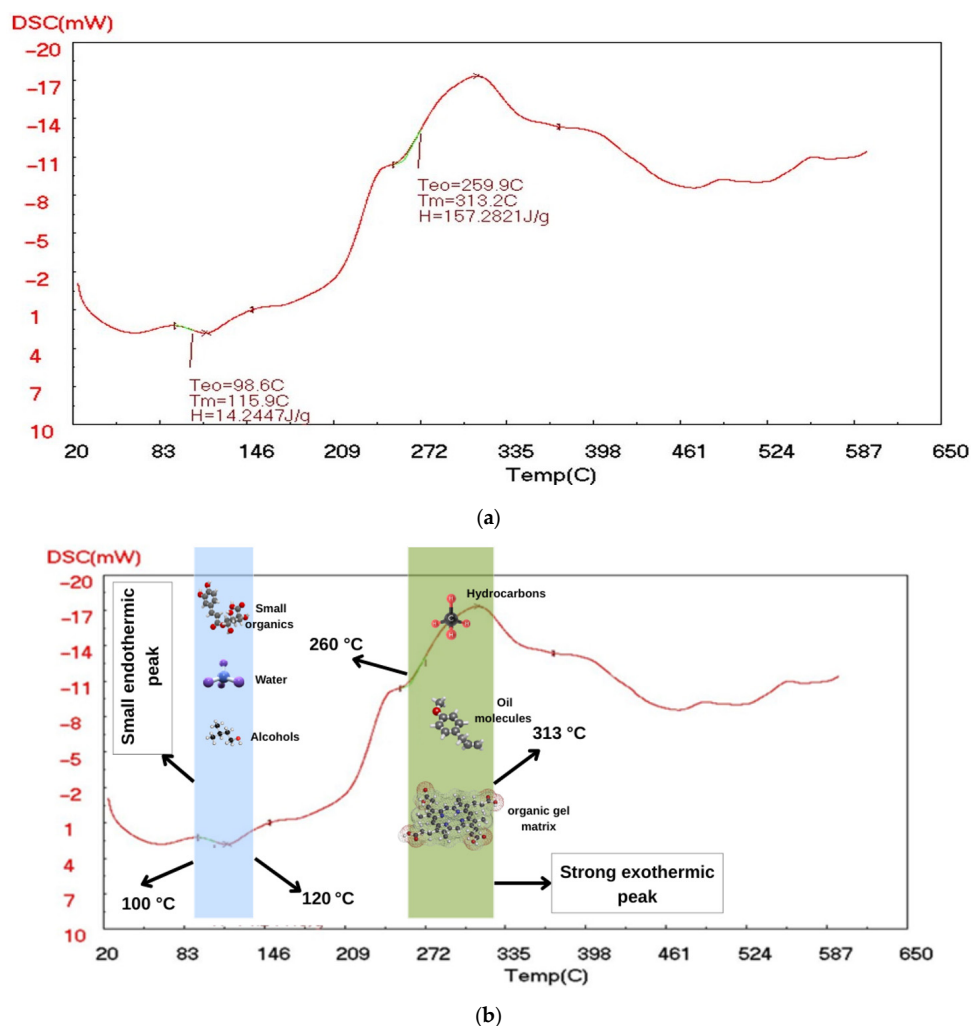 DSC(mW)
-20
-17
-14
-11
-8
-5
-2
1
4
7
10
Teo=259.9C
Tm=313.2C
H=157.2821J/g
Teo=98.6C
Tm=115.9C
H=14.2447J/g
20 83 146 209 272 335 398 461 524 587 650
Temp(C)
(a)
DSC(mW)
-20
-17
-14
-11
-8
-5
-2
1
4
7
10
Small endothermic
peak
Small
organics
Water
Alcohols
100 °C
120 °C
260 °C
Hydrocarbons
H
H
C
H
H
Oil
molecules
313 °C
organic gel
matrix
Strong exothermic
peak
20 83 146 209 272 335 398 461 524 587 650
Temp(C)
(b)